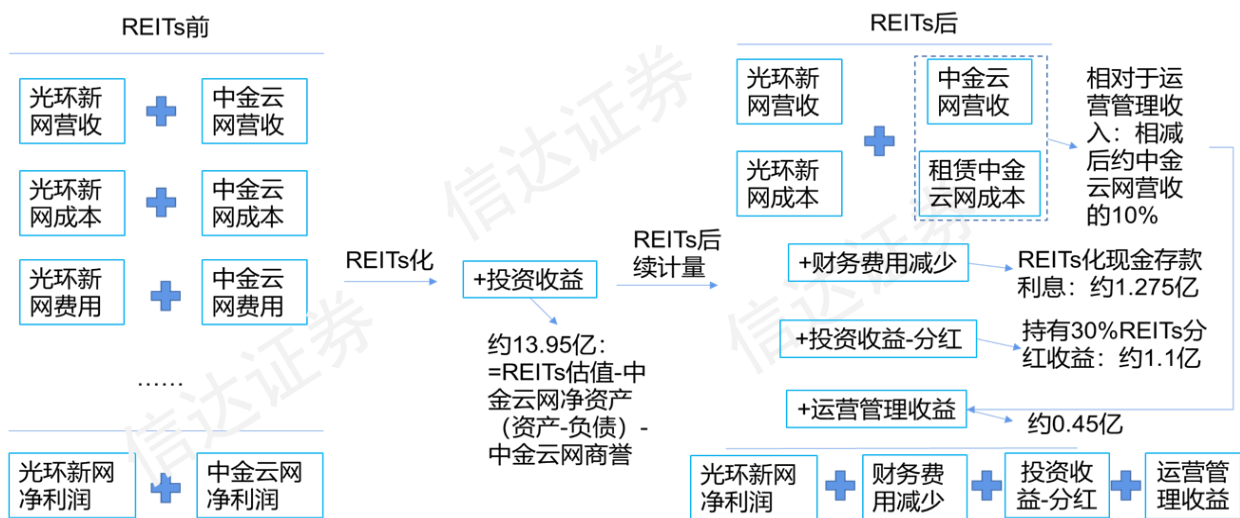 REITs前
光环新
网营收
中金云
网营收
光环新
网成本
中金云
网成本
光环新
网费用
中金云
网费用
……
光环新网
净利润
中金云网
净利润
REITs化
+投资收益
约13.95亿：
=REITs估值-中
金云网净资产
（资产-负债）-
中金云网商誉
REITs后
续计量
REITs后
光环新
网营收
中金云
网营收
光环新
网成本
租赁中金
云网成本
相对于运
营管理收
入：相减
后约中金
云网营收
的10%
+财务费用减少
REITs化现金存款
利息：约1.275亿
+投资收益-分红
持有30%REITs分
红收益：约1.1亿
+运营管理收益
约0.45亿
光环新网
净利润
财务费
用减少
投资收
益-分红
运营管
理收益
信达证券
信达证券
信达证券
信达证券